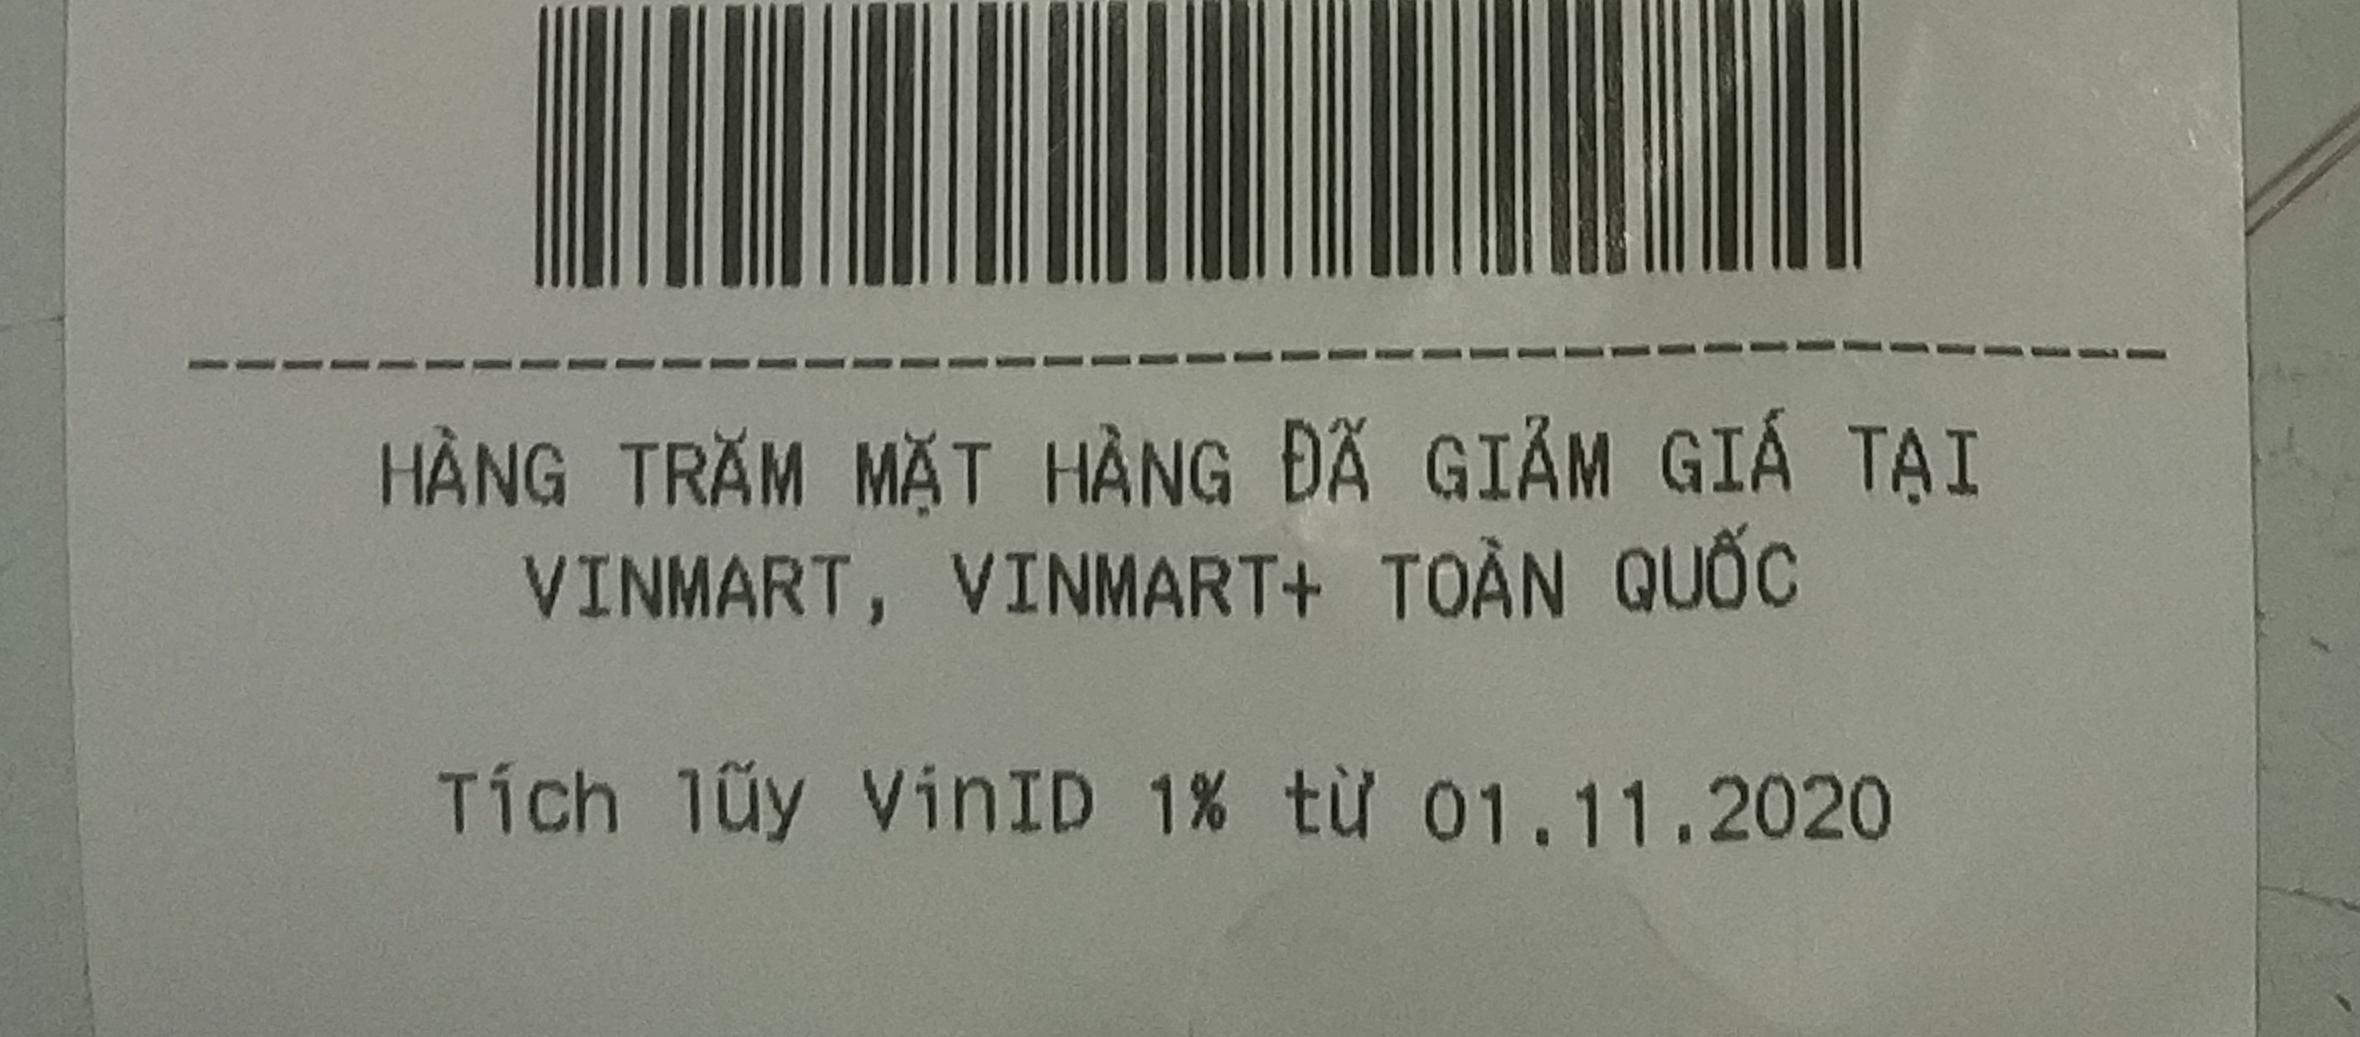 HÀNG TRĂM MẶT HÀNG ĐÃ GIẢM GIÁ TẠI
VINMART, VINMART+ TOÀN QUỐC
Tích lũy VinID 1% từ 01.11.2020